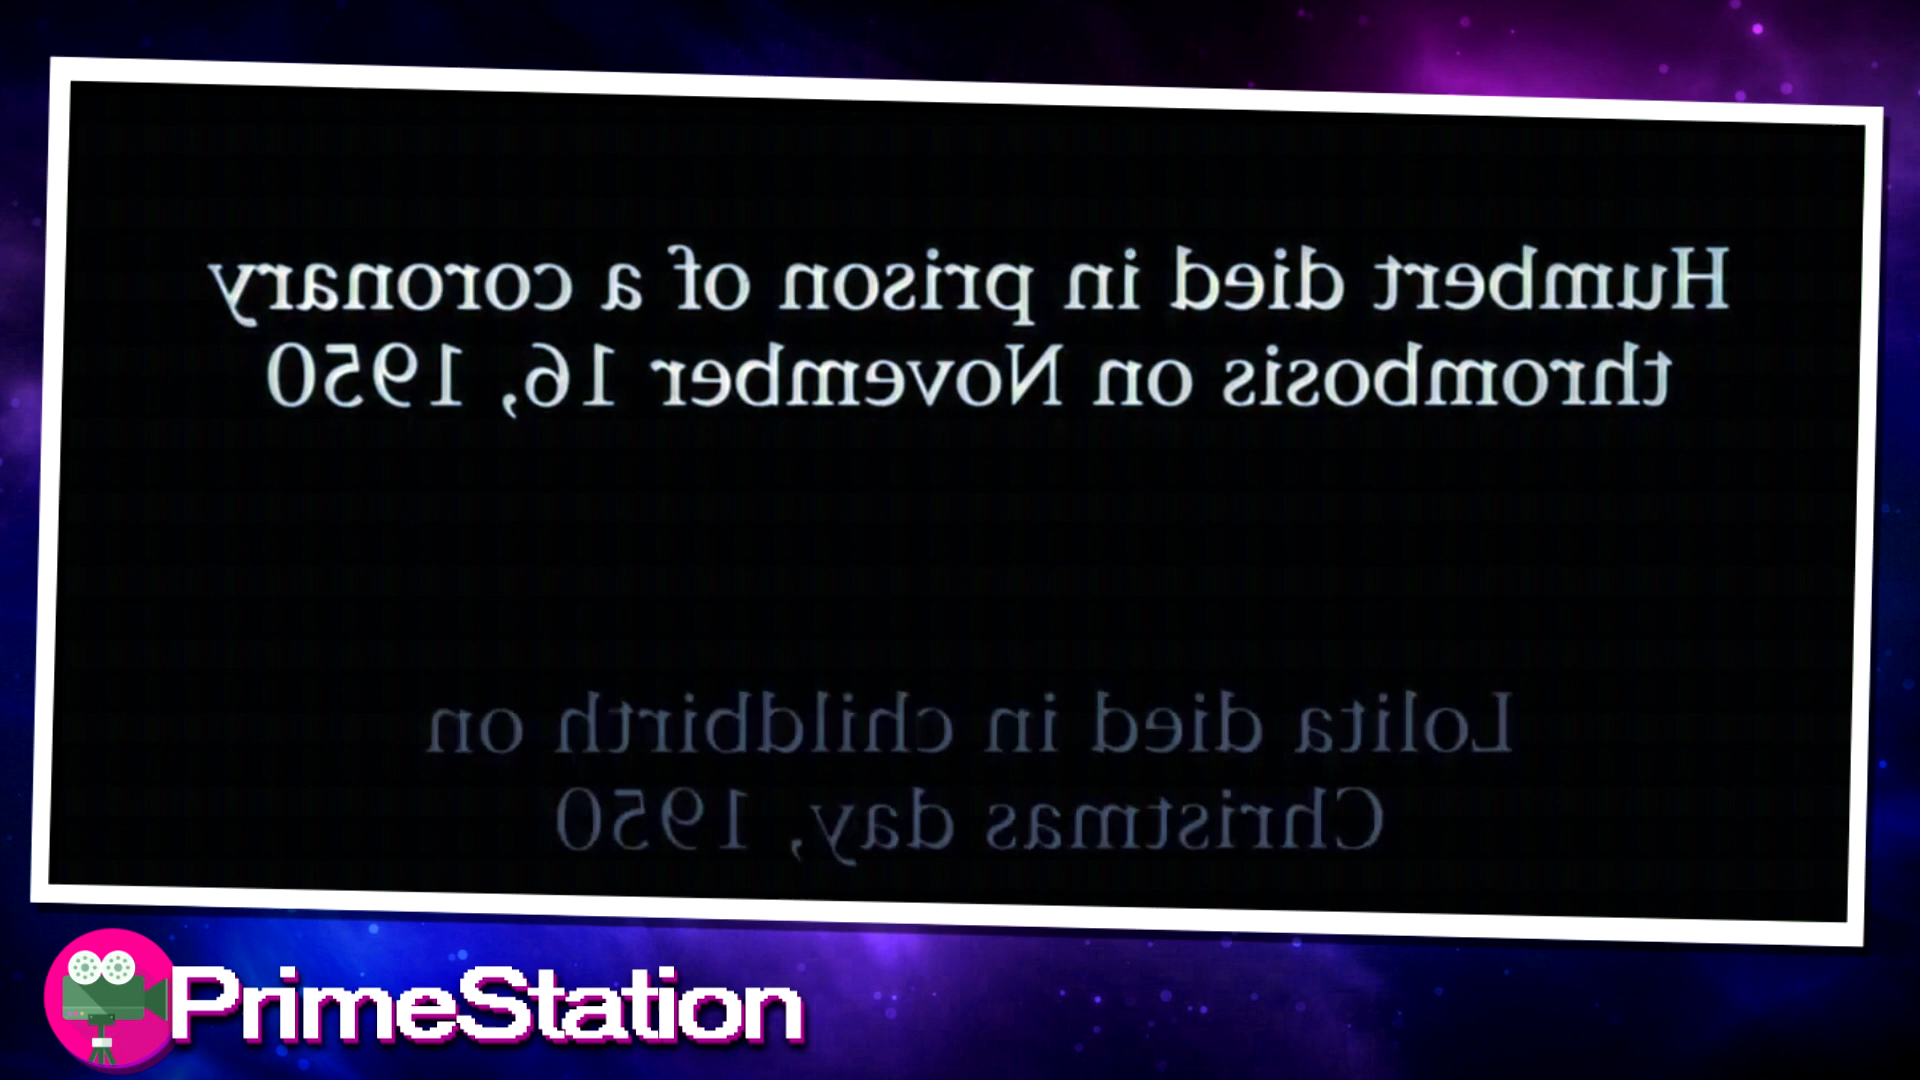 Humbert died in prison of a coronary
thrombosis on November 16, 1950
Lolita died in childbirth on
Christmas day, 1950
PrimeStation